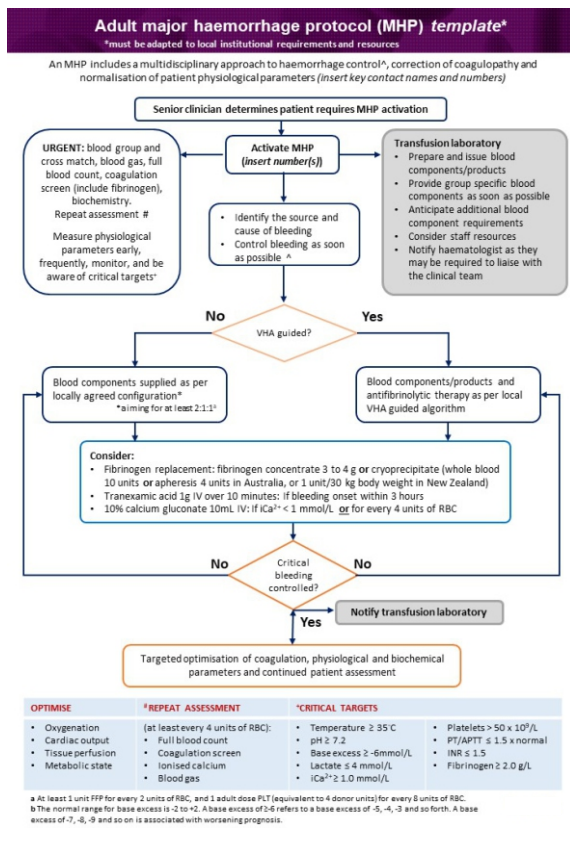 Adult major haemorrhage protocol (MHP) template*
*must be adapted to local institutional requirements and resources
An MHP includes a multidisciplinary approach to haemorrhage control^, correction of coagulopathy and
normalisation of patient physiological parameters (insert key contact names and numbers)
Senior clinician determines patient requires MHP activation
URGENT: blood group and
cross match, blood gas, full
blood count, coagulation
screen (include fibrinogen),
biochemistry.
Repeat assessment #
Measure physiological
parameters early,
frequently, monitor, and be
aware of critical targets⁺
Activate MHP
(insert number(s))
Transfusion laboratory
• Prepare and issue blood
components/products
• Provide group specific blood
components as soon as possible
• Anticipate additional blood
component requirements
• Consider staff resources
• Notify haematologist as they
may be required to liaise with
the clinical team
• Identify the source and
cause of bleeding
• Control bleeding as soon
as possible ^
No
VHA guided?
Yes
Blood components supplied as per
locally agreed configuration*
*aiming for at least 2:1:1ª
Blood components/products and
antifibrinolytic therapy as per local
VHA guided algorithm
Consider:
• Fibrinogen replacement: fibrinogen concentrate 3 to 4 g or cryoprecipitate (whole blood
10 units or apheresis 4 units in Australia, or 1 unit/30 kg body weight in New Zealand)
• Tranexamic acid 1g IV over 10 minutes: If bleeding onset within 3 hours
• 10% calcium gluconate 10mL IV: If iCa²⁺ < 1 mmol/L or for every 4 units of RBC
No
Critical
bleeding
controlled?
No
Yes
Notify transfusion laboratory
Targeted optimisation of coagulation, physiological and biochemical
parameters and continued patient assessment
OPTIMISE
• Oxygenation
• Cardiac output
• Tissue perfusion
• Metabolic state
#REPEAT ASSESSMENT
(at least every 4 units of RBC):
• Full blood count
• Coagulation screen
• Ionised calcium
• Blood gas
⁺CRITICAL TARGETS
• Temperature ≥ 35°C
• pH ≥ 7.2
• Base excess ≥ -6mmol/L
• Lactate ≤ 4 mmol/L
• iCa²⁺≥ 1.0 mmol/L
• Platelets > 50 x 10⁹/L
• PT/APTT ≤ 1.5 x normal
• INR ≤ 1.5
• Fibrinogen ≥ 2.0 g/L
a At least 1 unit FFP for every 2 units of RBC, and 1 adult dose PLT (equivalent to 4 donor units) for every 8 units of RBC.
b The normal range for base excess is -2 to +2. A base excess of ≥-6 refers to a base excess of -5, -4, -3 and so forth. A base
excess of -7, -8, -9 and so on is associated with worsening prognosis.